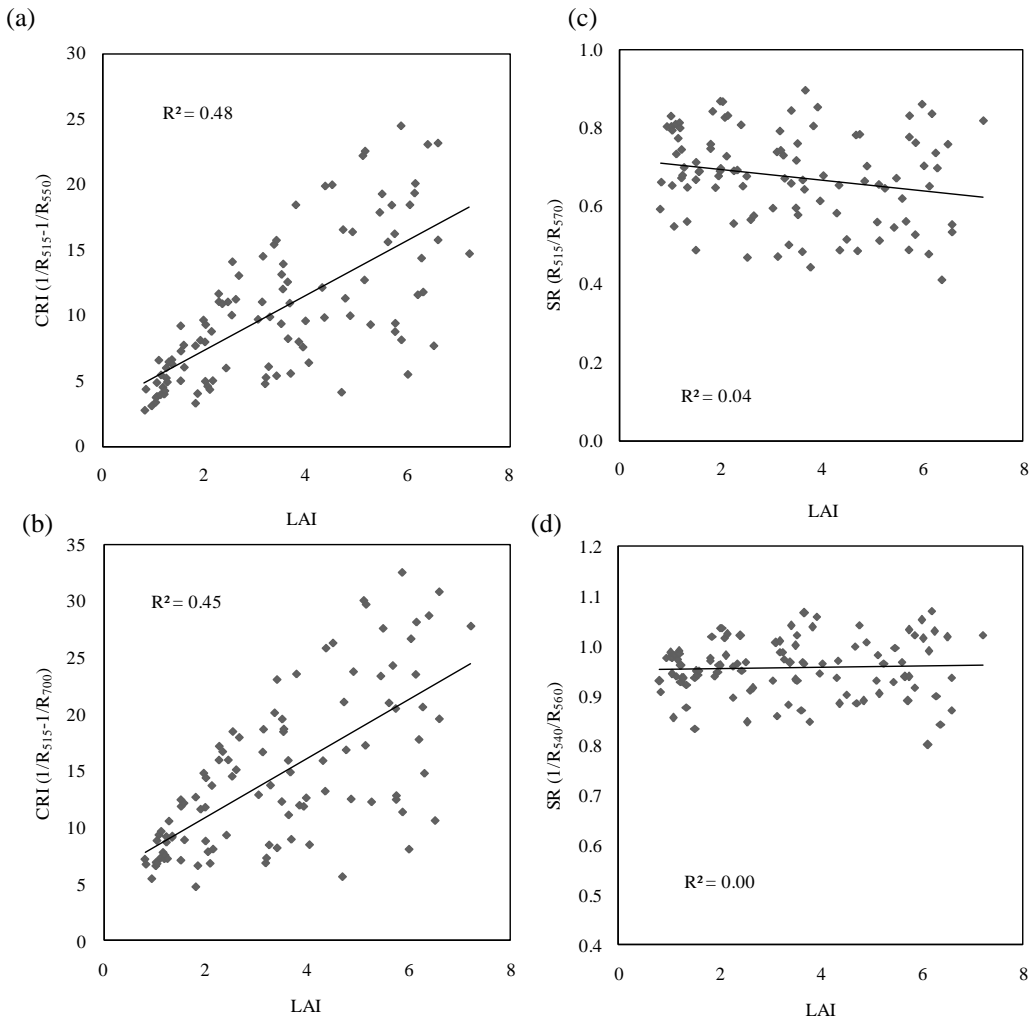 (a)
30
25
20
15
10
5
0
CRI (1/R515-1/R550)
R² = 0.48
0 2 4 6 8
LAI
(c)
1.0
0.8
0.6
0.4
0.2
0.0
SR (R515/R570)
R² = 0.04
0 2 4 6 8
LAI
(b)
35
30
25
20
15
10
5
0
CRI (1/R515-1/R700)
R² = 0.45
0 2 4 6 8
LAI
(d)
1.2
1.1
1.0
0.9
0.8
0.7
0.6
0.5
0.4
SR (1/R540/R560)
R² = 0.00
0 2 4 6 8
LAI